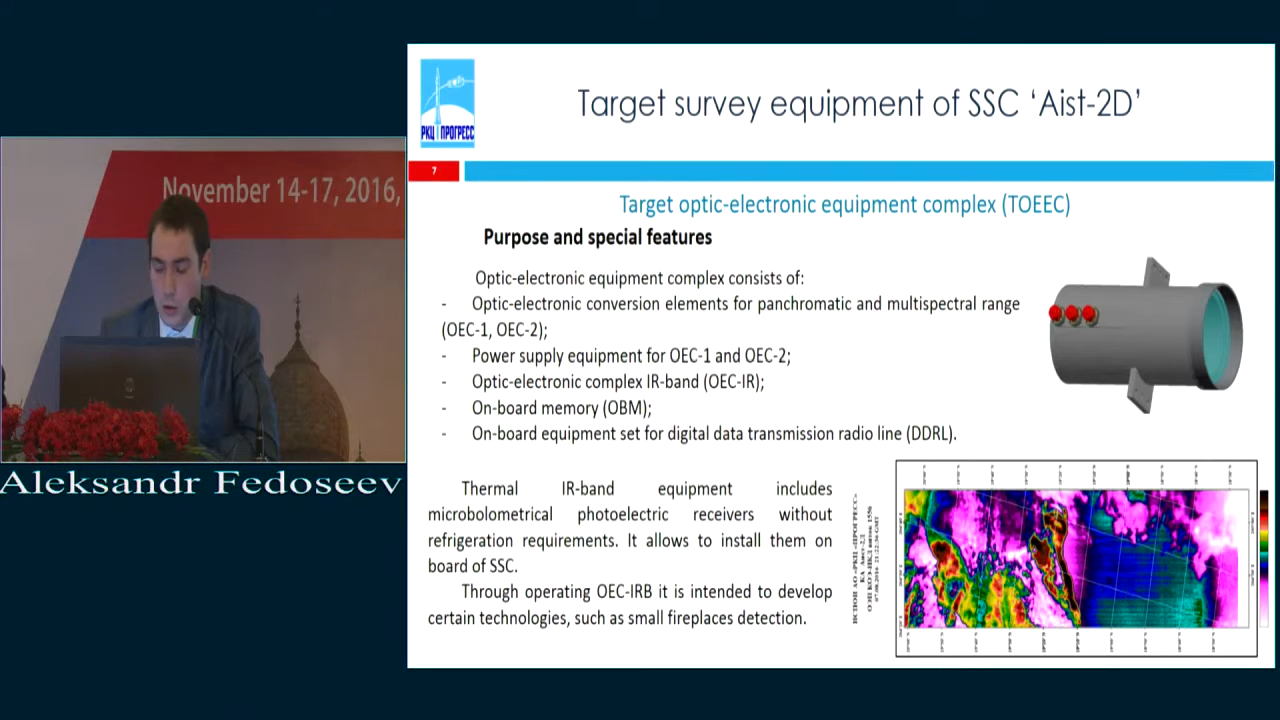 Target survey equipment of SSC ‘Aist-2D’
РКЦ ПРОГРЕСС
7
November 14-17, 2016,
Target optic-electronic equipment complex (TOEEC)
Purpose and special features
Optic-electronic equipment complex consists of:
- Optic-electronic conversion elements for panchromatic and multispectral range
(OEC-1, OEC-2);
- Power supply equipment for OEC-1 and OEC-2;
- Optic-electronic complex IR-band (OEC-IR);
- On-board memory (OBM);
- On-board equipment set for digital data transmission radio line (DDRL).
Aleksandr Fedoseev
Thermal IR-band equipment includes
microbolometrical photoelectric receivers without
refrigeration requirements. It allows to install them on
board of SSC.
Through operating OEC-IRB it is intended to develop
certain technologies, such as small fireplaces detection.